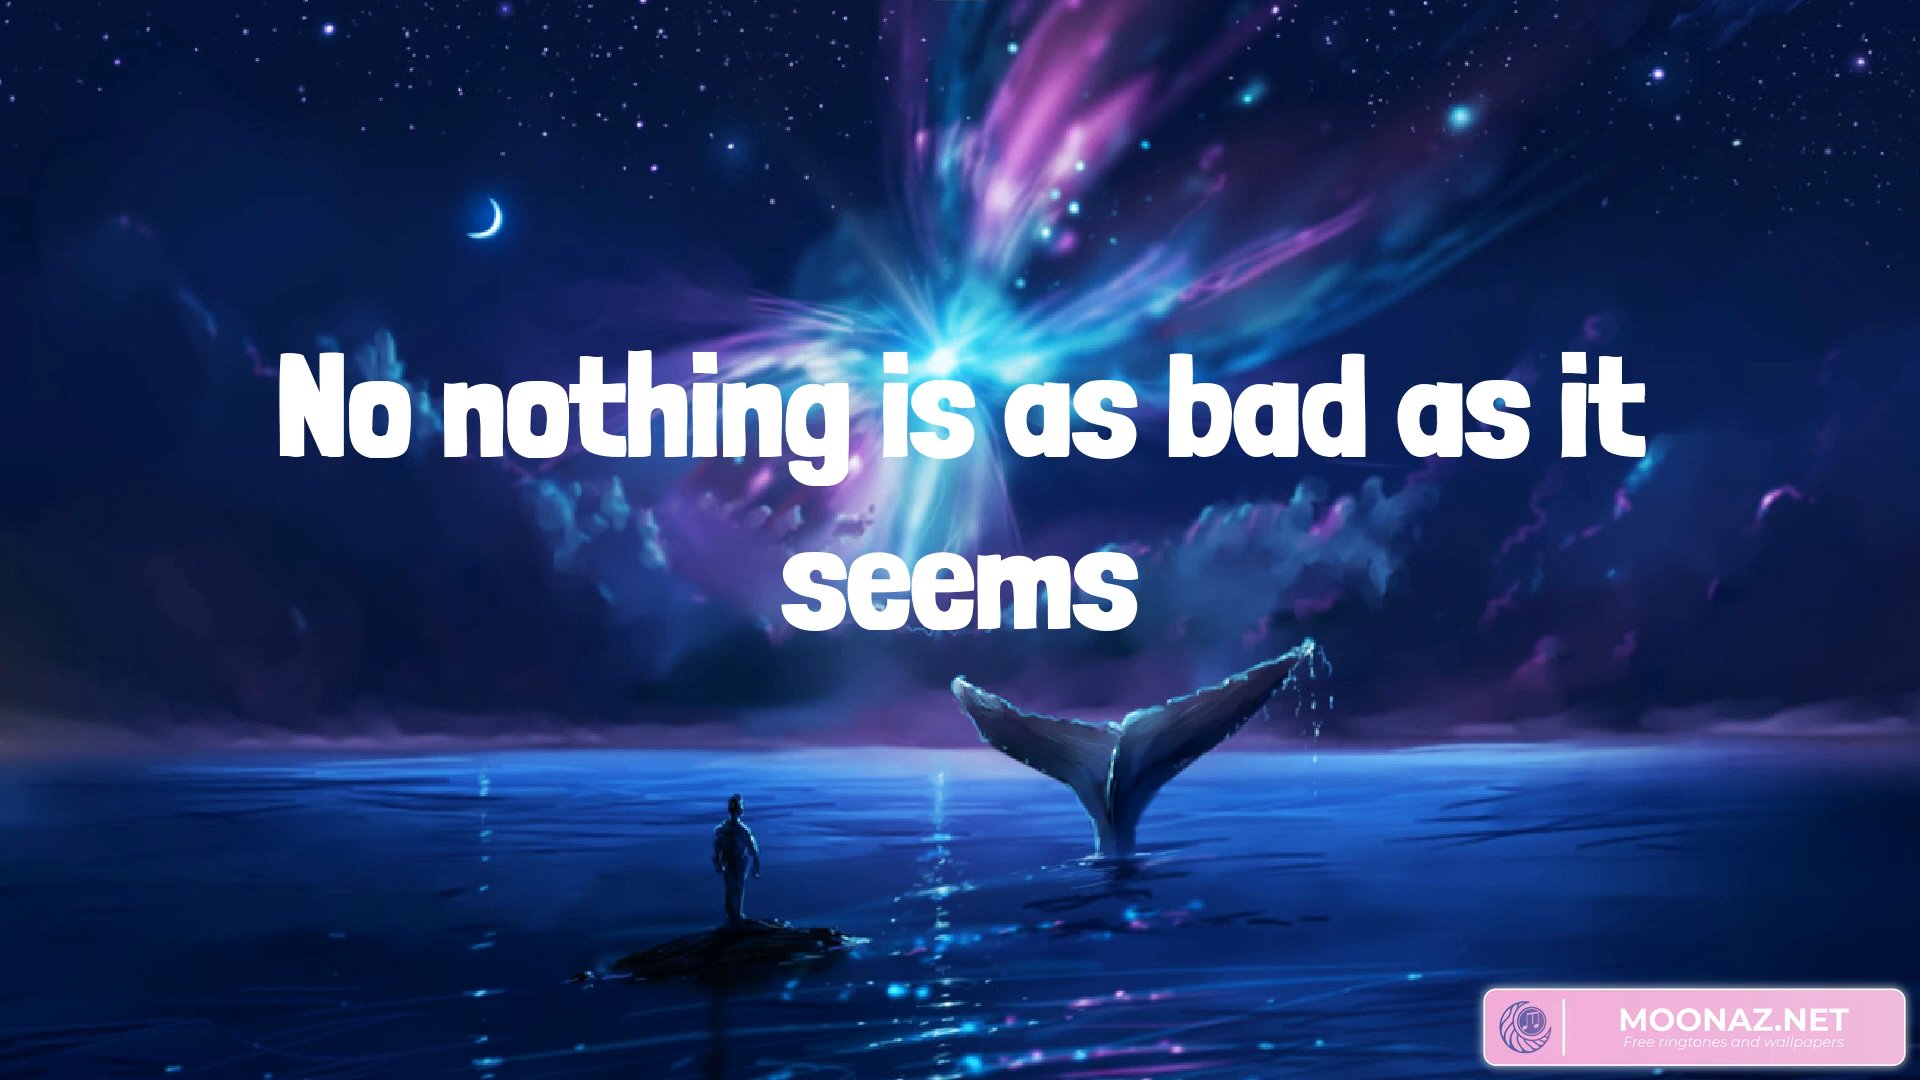 No nothing is as bad as it
seems
MOONAZ.NET
Free ringtones and wallpapers